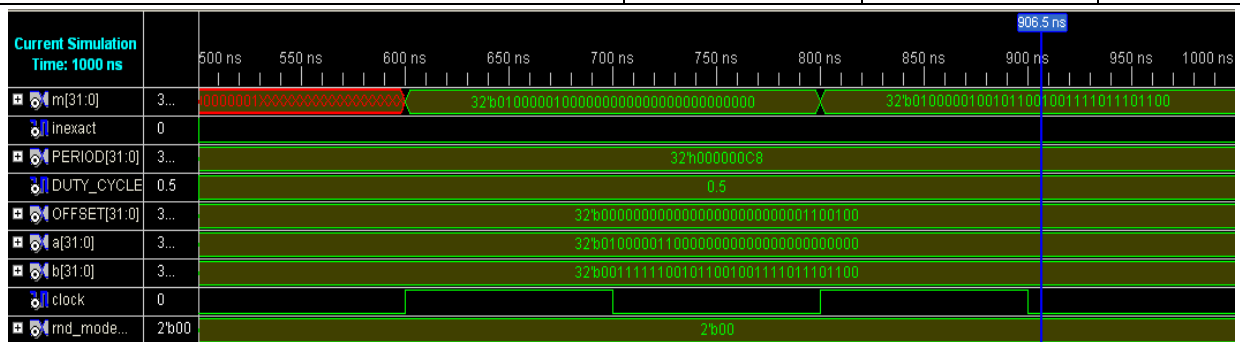 906.5 ns
Current Simulation
Time: 1000 ns
500 ns 550 ns 600 ns 650 ns 700 ns 750 ns 800 ns 850 ns 900 ns 950 ns 1000 ns
m[31:0] 3... 32'b01000001000000000000000000000000 32'b01000001001011001001111011101100
inexact 0
PERIOD[31:0] 3... 32'h000000C8
DUTY_CYCLE 0.5 0.5
OFFSET[31:0] 3... 32'b00000000000000000000000001100100
a[31:0] 3... 32'b01000001100000000000000000000000
b[31:0] 3... 32'b00111111001011001001111011101100
clock 0
rnd_mode... 2'b00 2'b00